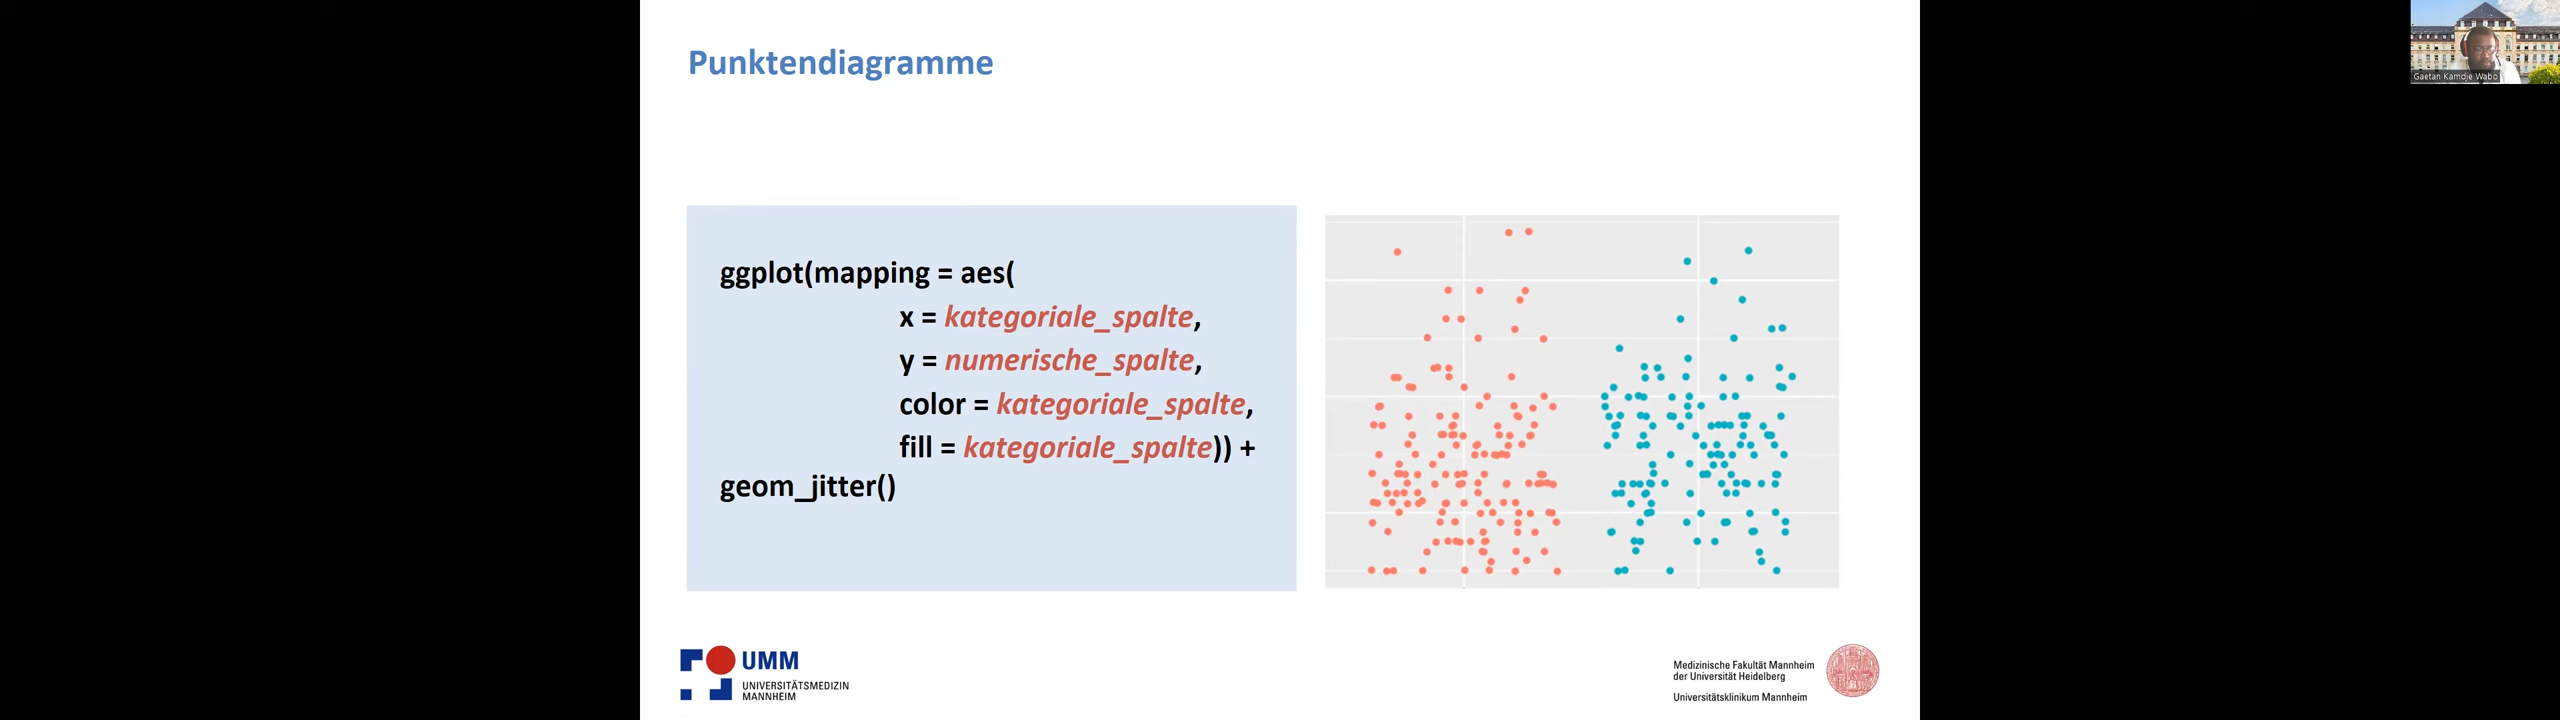 Punktendiagramme
Gaetan Kamdje Wabo
ggplot(mapping = aes(
x = kategoriale_spalte,
y = numerische_spalte,
color = kategoriale_spalte,
fill = kategoriale_spalte)) +
geom_jitter()
UMM
UNIVERSITÄTSMEDIZIN
MANNHEIM
Medizinische Fakultät Mannheim
der Universität Heidelberg
Universitätsklinikum Mannheim